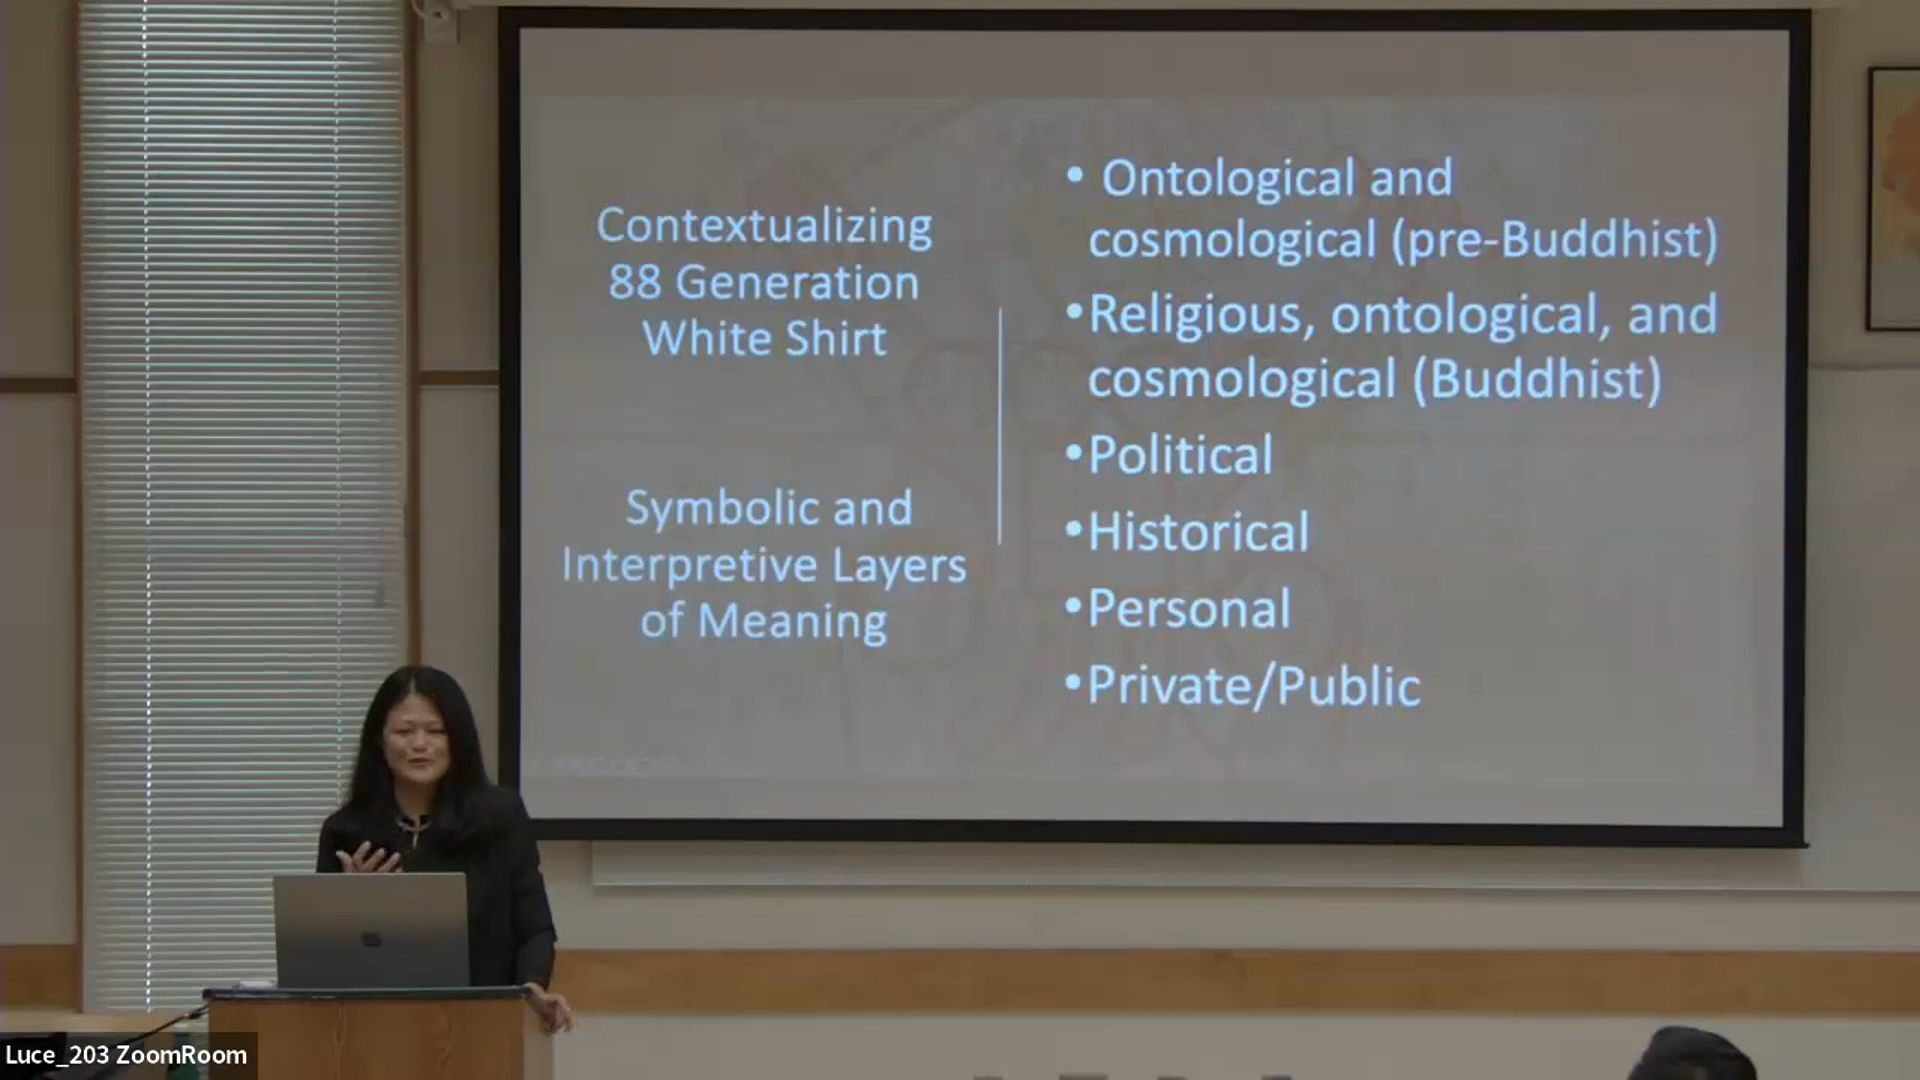 Contextualizing
88 Generation
White Shirt
Symbolic and
Interpretive Layers
of Meaning
• Ontological and
cosmological (pre-Buddhist)
•Religious, ontological, and
cosmological (Buddhist)
•Political
•Historical
•Personal
•Private/Public
Luce_203 ZoomRoom